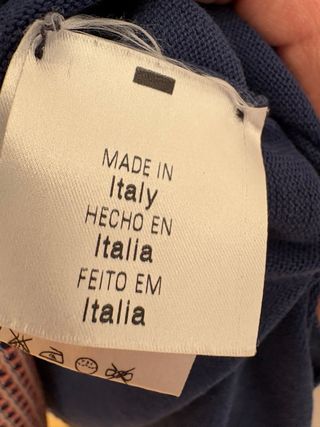 MADE IN
Italy
HECHO EN
Italia
FEITO EM
Italia